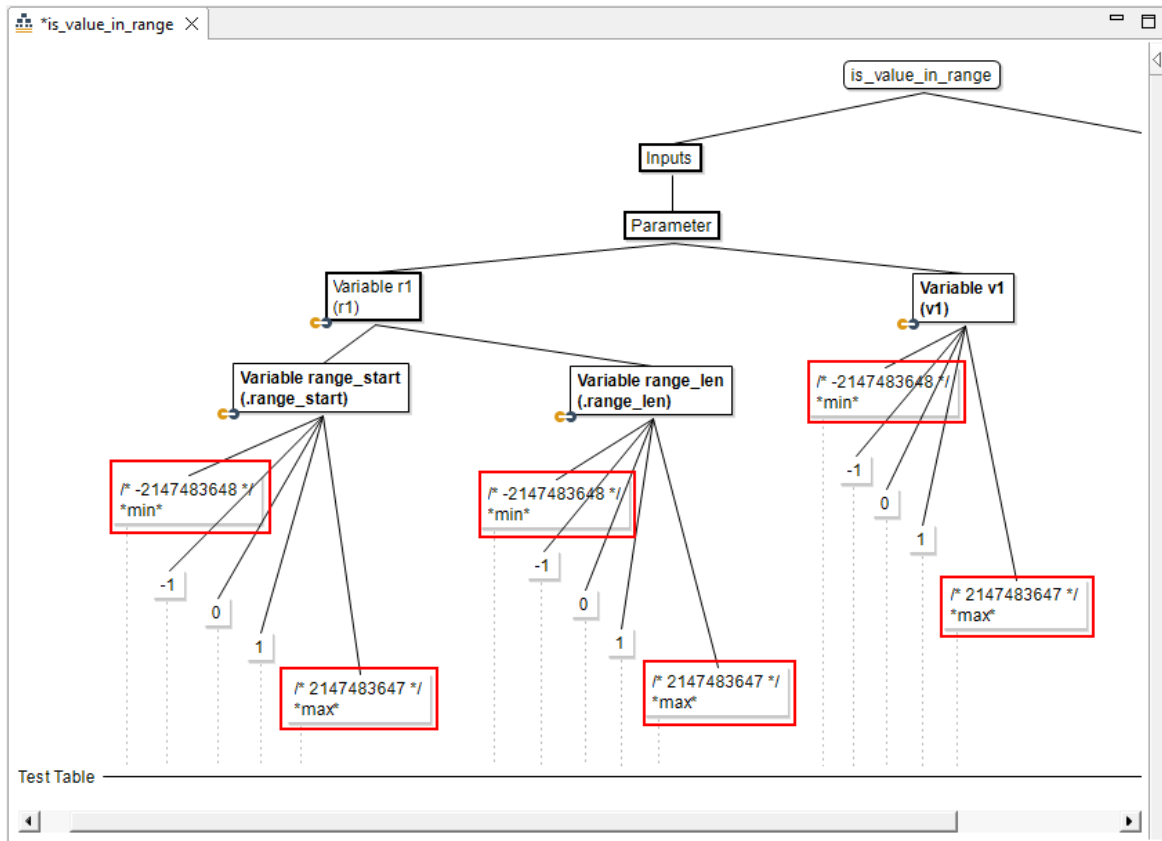 *is_value_in_range
is_value_in_range
Inputs
Parameter
Variable r1
(r1)
Variable v1
(v1)
Variable range_start
(.range_start)
Variable range_len
(.range_len)
/* -2147483648 */
*min*
-1
0
1
/* 2147483647 */
*max*
/* -2147483648 */
*min*
-1
0
1
/* 2147483647 */
*max*
/* -2147483648 */
*min*
-1
0
1
/* 2147483647 */
*max*
Test Table